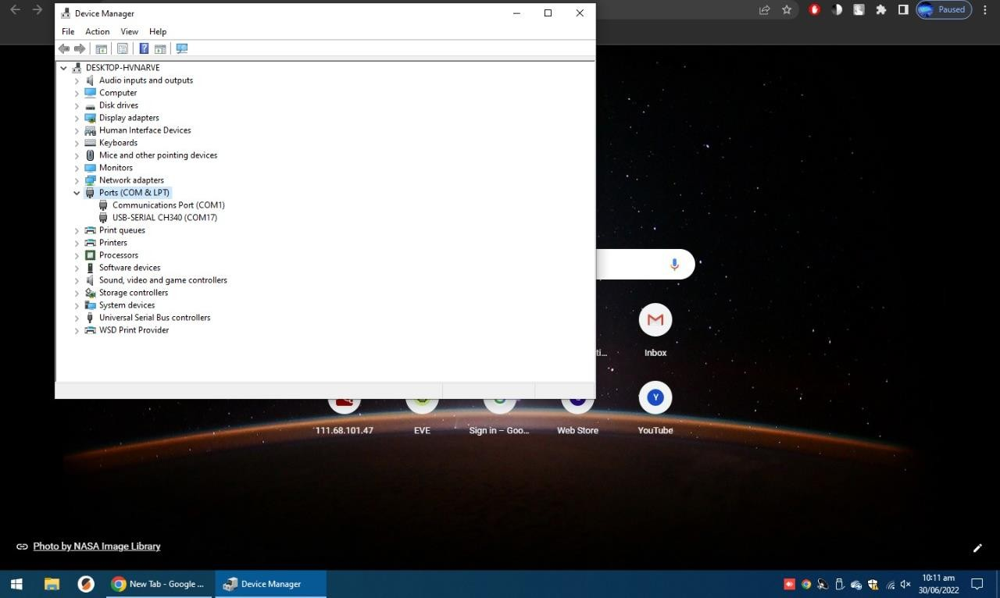 Device Manager
Paused
File Action View Help
DESKTOP-HVNARVE
Audio inputs and outputs
Computer
Disk drives
Display adapters
Human Interface Devices
Keyboards
Mice and other pointing devices
Monitors
Network adapters
Ports (COM & LPT)
Communications Port (COM1)
USB-SERIAL CH340 (COM17)
Print queues
Printers
Processors
Software devices
Sound, video and game controllers
Storage controllers
System devices
Universal Serial Bus controllers
WSD Print Provider
ti...
Inbox
Y
111.68.101.47
EVE
Sign in – Goo...
Web Store
YouTube
Photo by NASA Image Library
New Tab - Google ...
Device Manager
10:11 am
30/06/2022